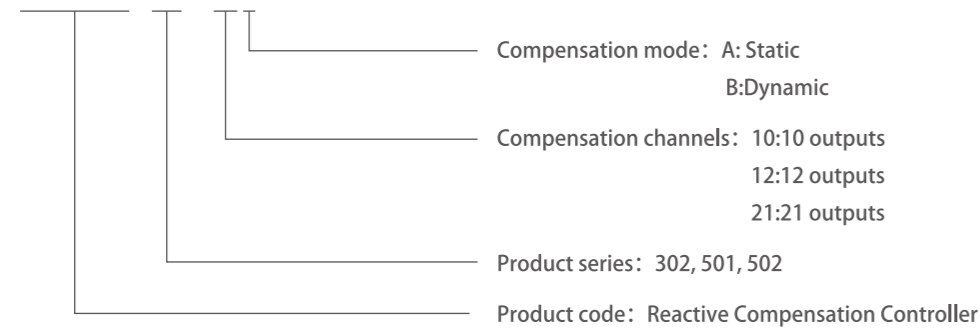 Compensation mode：A: Static
B:Dynamic
Compensation channels：10:10 outputs
12:12 outputs
21:21 outputs
Product series：302, 501, 502
Product code：Reactive Compensation Controller